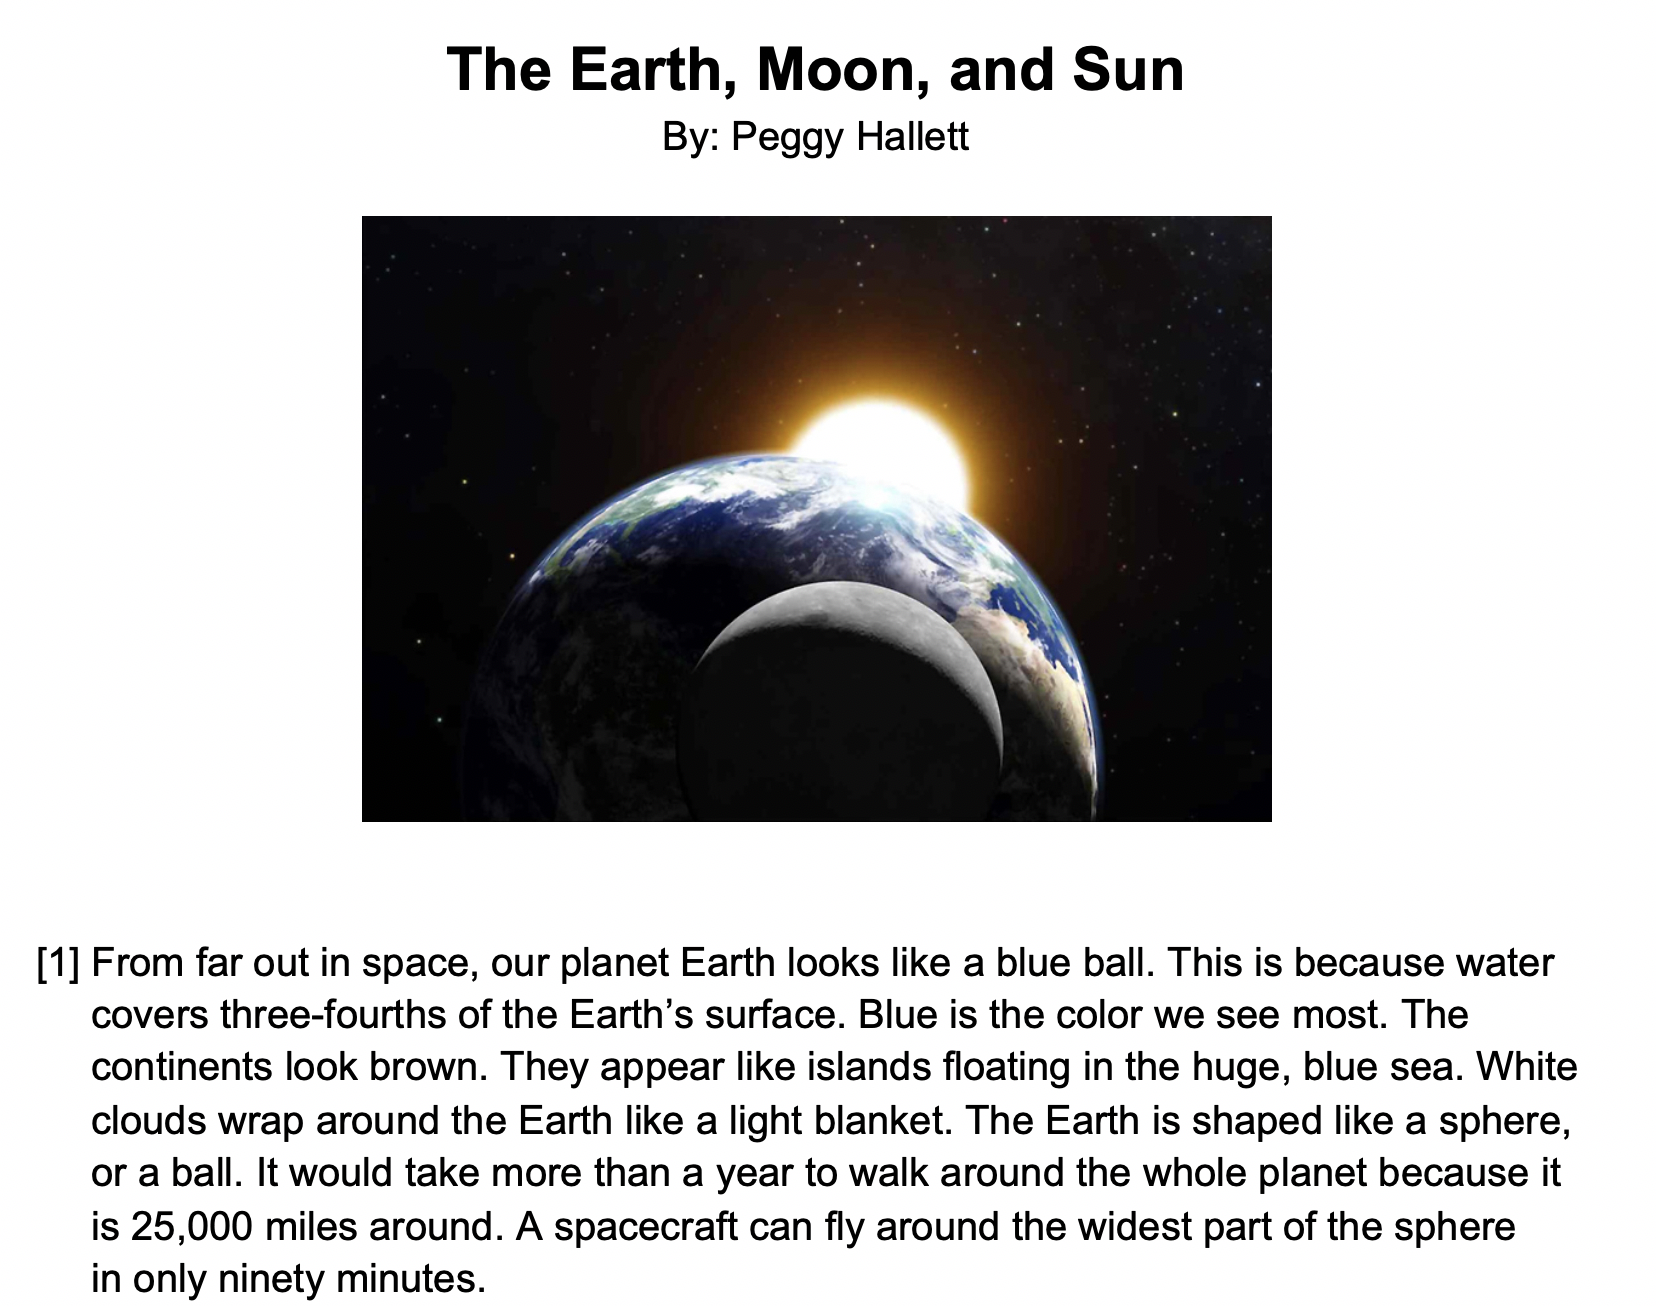 The Earth, Moon, and Sun
By: Peggy Hallett
[1] From far out in space, our planet Earth looks like a blue ball. This is because water
covers three-fourths of the Earth’s surface. Blue is the color we see most. The
continents look brown. They appear like islands floating in the huge, blue sea. White
clouds wrap around the Earth like a light blanket. The Earth is shaped like a sphere,
or a ball. It would take more than a year to walk around the whole planet because it
is 25,000 miles around. A spacecraft can fly around the widest part of the sphere
in only ninety minutes.